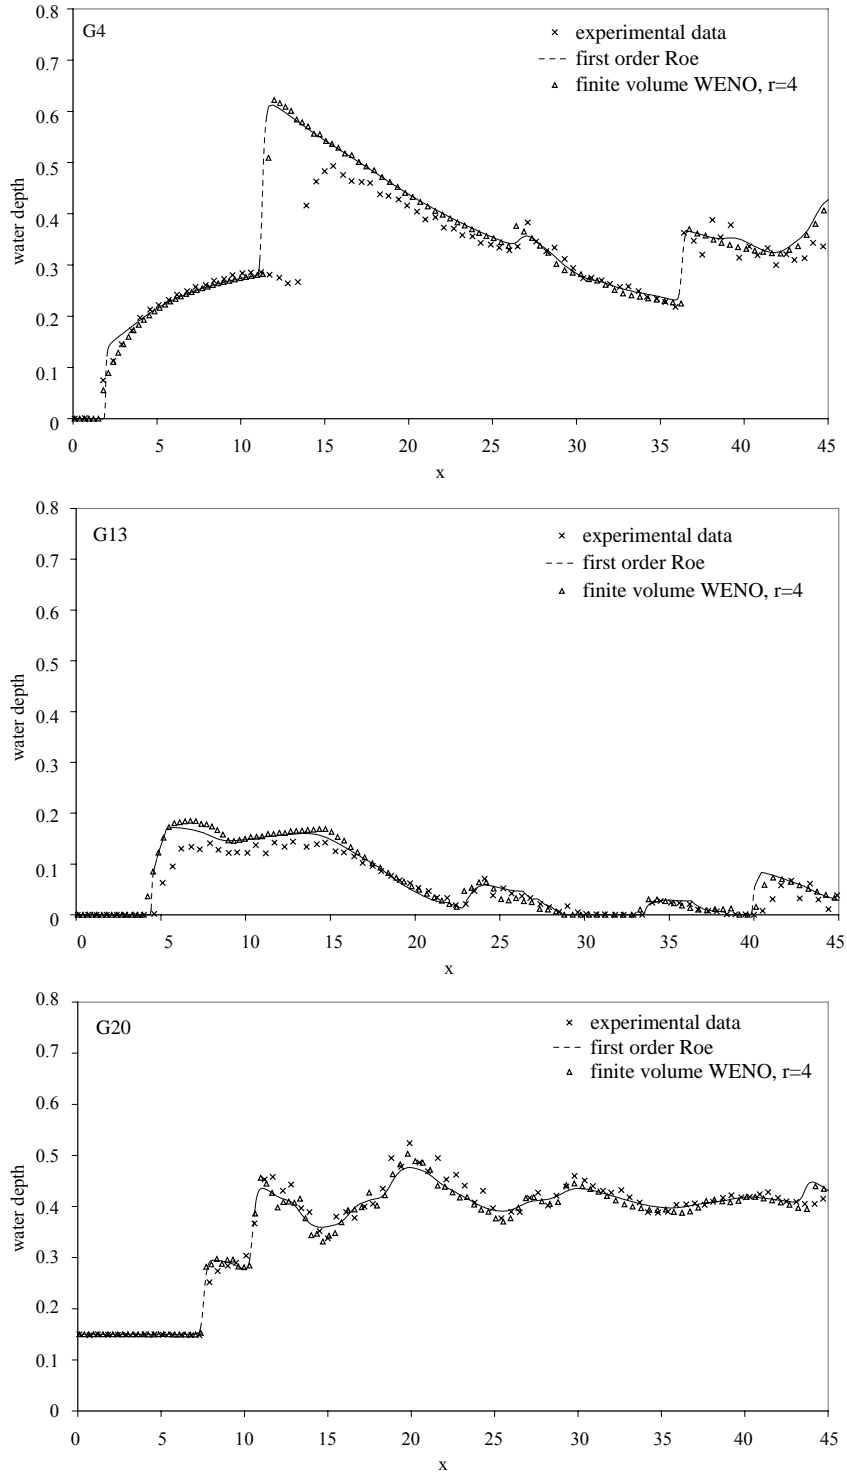 G4
experimental data
first order Roe
finite volume WENO, r=4
water depth
0.8
0.7
0.6
0.5
0.4
0.3
0.2
0.1
0
0 5 10 15 20 25 30 35 40 45
x
G13
experimental data
first order Roe
finite volume WENO, r=4
water depth
0.8
0.7
0.6
0.5
0.4
0.3
0.2
0.1
0
0 5 10 15 20 25 30 35 40 45
x
G20
experimental data
first order Roe
finite volume WENO, r=4
water depth
0.8
0.7
0.6
0.5
0.4
0.3
0.2
0.1
0
0 5 10 15 20 25 30 35 40 45
x